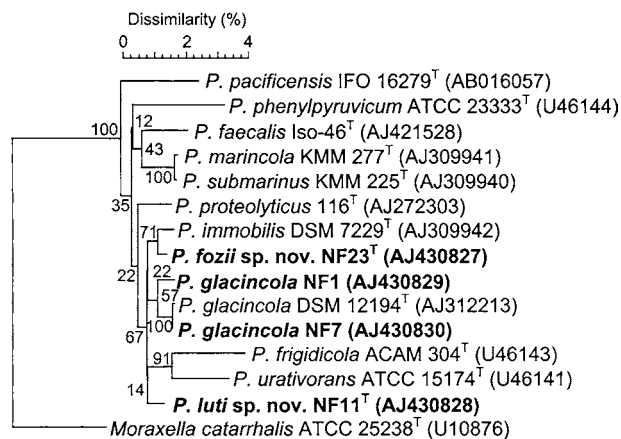 Dissimilarity (%)
0 2 4
P. pacificensis IFO 16279T (AB016057)
P. phenylpyruvicum ATCC 23333T (U46144)
12
P. faecalis Iso-46T (AJ421528)
100
43
P. marincola KMM 277T (AJ309941)
100
P. submarinus KMM 225T (AJ309940)
35
P. proteolyticus 116T (AJ272303)
71
P. immobilis DSM 7229T (AJ309942)
P. fozii sp. nov. NF23T (AJ430827)
22
22
P. glacincola NF1 (AJ430829)
57
P. glacincola DSM 12194T (AJ312213)
100
P. glacincola NF7 (AJ430830)
67
P. frigidicola ACAM 304T (U46143)
91
P. urativorans ATCC 15174T (U46141)
14
P. luti sp. nov. NF11T (AJ430828)
Moraxella catarrhalis ATCC 25238T (U10876)